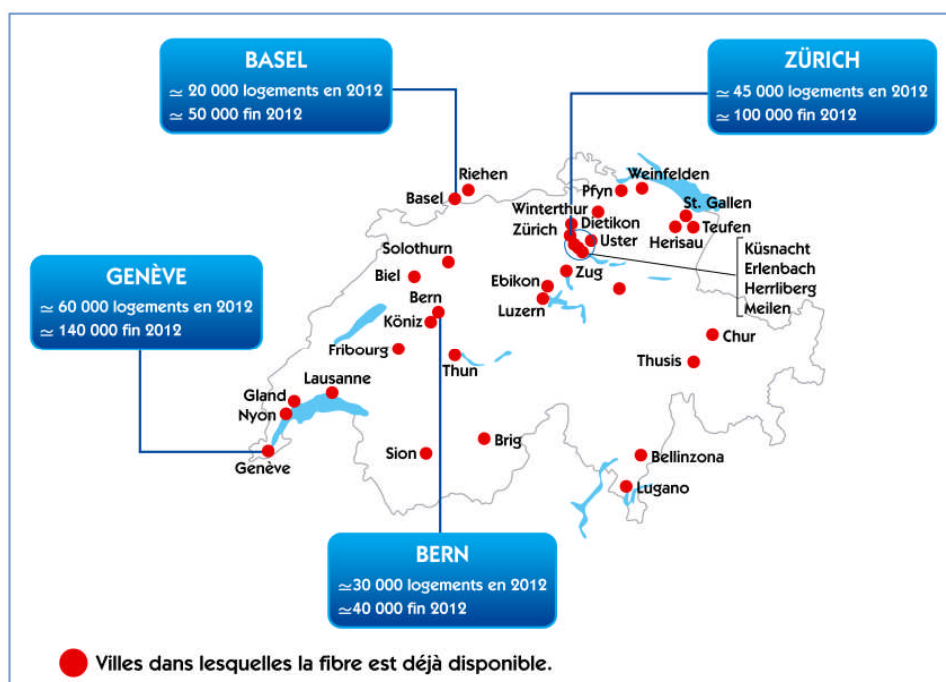 BASEL
≃ 20 000 logements en 2012
≃ 50 000 fin 2012
ZÜRICH
≃ 45 000 logements en 2012
≃ 100 000 fin 2012
Riehen
Basel
Pfyn
Weinfelden
St. Gallen
Winterthur
Dietikon
Teufen
Zürich
Uster
Herisau
Solothurn
Küsnacht
Erlenbach
Herrliberg
Meilen
GENÈVE
≃ 60 000 logements en 2012
≃ 140 000 fin 2012
Biel
Zug
Ebikon
Bern
Luzern
Köniz
Chur
Fribourg
Thun
Thusis
Lausanne
Gland
Nyon
Genève
Sion
Brig
Bellinzona
Lugano
BERN
≃30 000 logements en 2012
≃40 000 fin 2012
Villes dans lesquelles la fibre est déjà disponible.